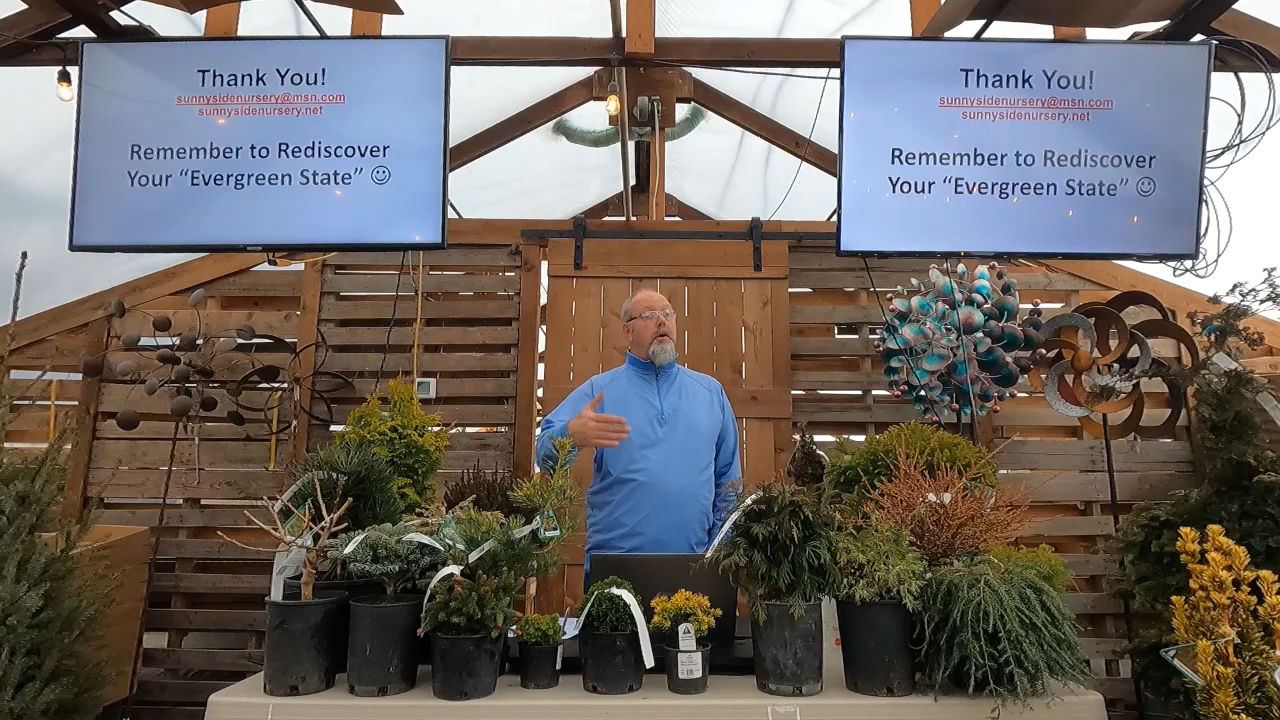 Thank You!
sunnysidenursery@msn.com
sunnysidenursery.net
Remember to Rediscover
Your “Evergreen State” ☺
Thank You!
sunnysidenursery@msn.com
sunnysidenursery.net
Remember to Rediscover
Your “Evergreen State” ☺